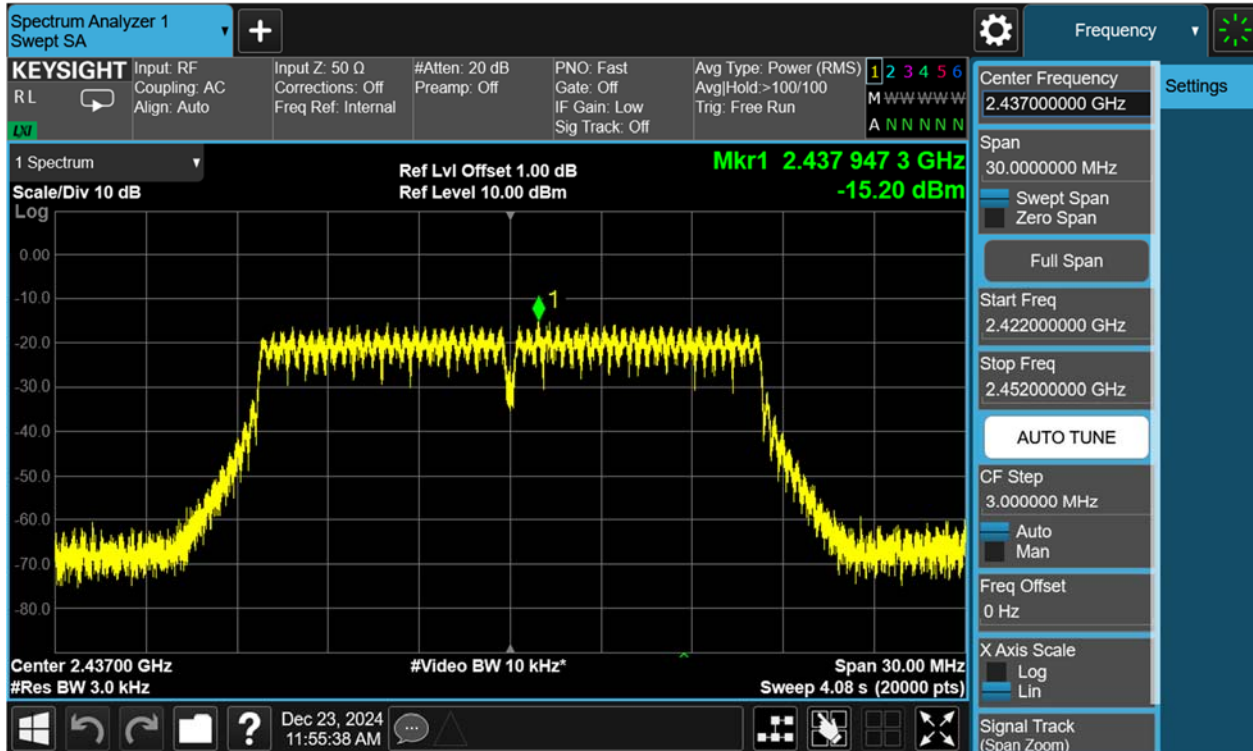 Spectrum Analyzer 1
Swept SA
+
Frequency
KEYSIGHT
RL
LXI
Input: RF
Coupling: AC
Align: Auto
Input Z: 50 Ω
Corrections: Off
Freq Ref: Internal
#Atten: 20 dB
Preamp: Off
PNO: Fast
Gate: Off
IF Gain: Low
Sig Track: Off
Avg Type: Power (RMS)
Avg|Hold:>100/100
Trig: Free Run
1 2 3 4 5 6
M W W W W W
A N N N N N
1 Spectrum
Scale/Div 10 dB
Log
Ref Lvl Offset 1.00 dB
Ref Level 10.00 dBm
Mkr1 2.437 947 3 GHz
-15.20 dBm
1
0.00
-10.0
-20.0
-30.0
-40.0
-50.0
-60.0
-70.0
-80.0
Center 2.43700 GHz
#Res BW 3.0 kHz
#Video BW 10 kHz*
Span 30.00 MHz
Sweep 4.08 s (20000 pts)
?
Dec 23, 2024
11:55:38 AM
Center Frequency
2.437000000 GHz
Settings
Span
30.0000000 MHz
Swept Span
Zero Span
Full Span
Start Freq
2.422000000 GHz
Stop Freq
2.452000000 GHz
AUTO TUNE
CF Step
3.000000 MHz
Auto
Man
Freq Offset
0 Hz
X Axis Scale
Log
Lin
Signal Track
(Span Zoom)